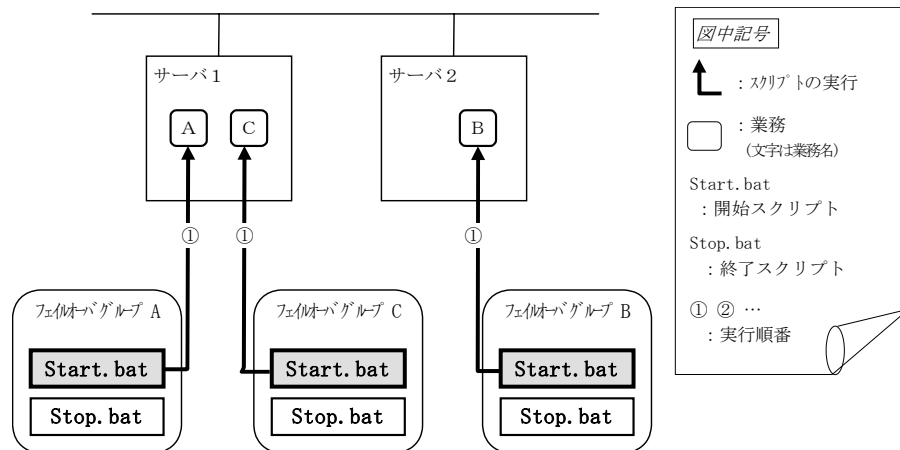 サーバ1
サーバ2
A
C
B
①
①
①
フェイルオーバグループ A
Start.bat
Stop.bat
フェイルオーバグループ C
Start.bat
Stop.bat
フェイルオーバグループ B
Start.bat
Stop.bat
図中記号
：スクリプトの実行
：業務
(文字は業務名)
Start.bat
：開始スクリプト
Stop.bat
：終了スクリプト
① ② …
：実行順番